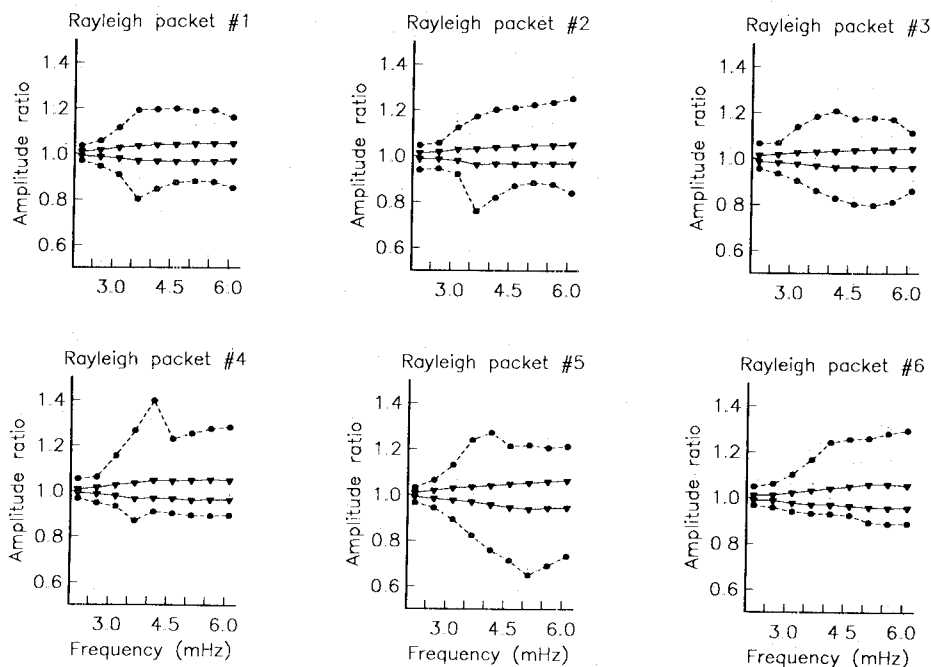 Rayleigh packet #1
Rayleigh packet #2
Rayleigh packet #3
Amplitude ratio
1.4
1.2
1.0
0.8
0.6
3.0 4.5 6.0
Amplitude ratio
1.4
1.2
1.0
0.8
0.6
3.0 4.5 6.0
Amplitude ratio
1.4
1.2
1.0
0.8
0.6
3.0 4.5 6.0
Rayleigh packet #4
Rayleigh packet #5
Rayleigh packet #6
Amplitude ratio
1.4
1.2
1.0
0.8
0.6
3.0 4.5 6.0
Frequency (mHz)
Amplitude ratio
1.4
1.2
1.0
0.8
0.6
3.0 4.5 6.0
Frequency (mHz)
Amplitude ratio
1.4
1.2
1.0
0.8
0.6
3.0 4.5 6.0
Frequency (mHz)